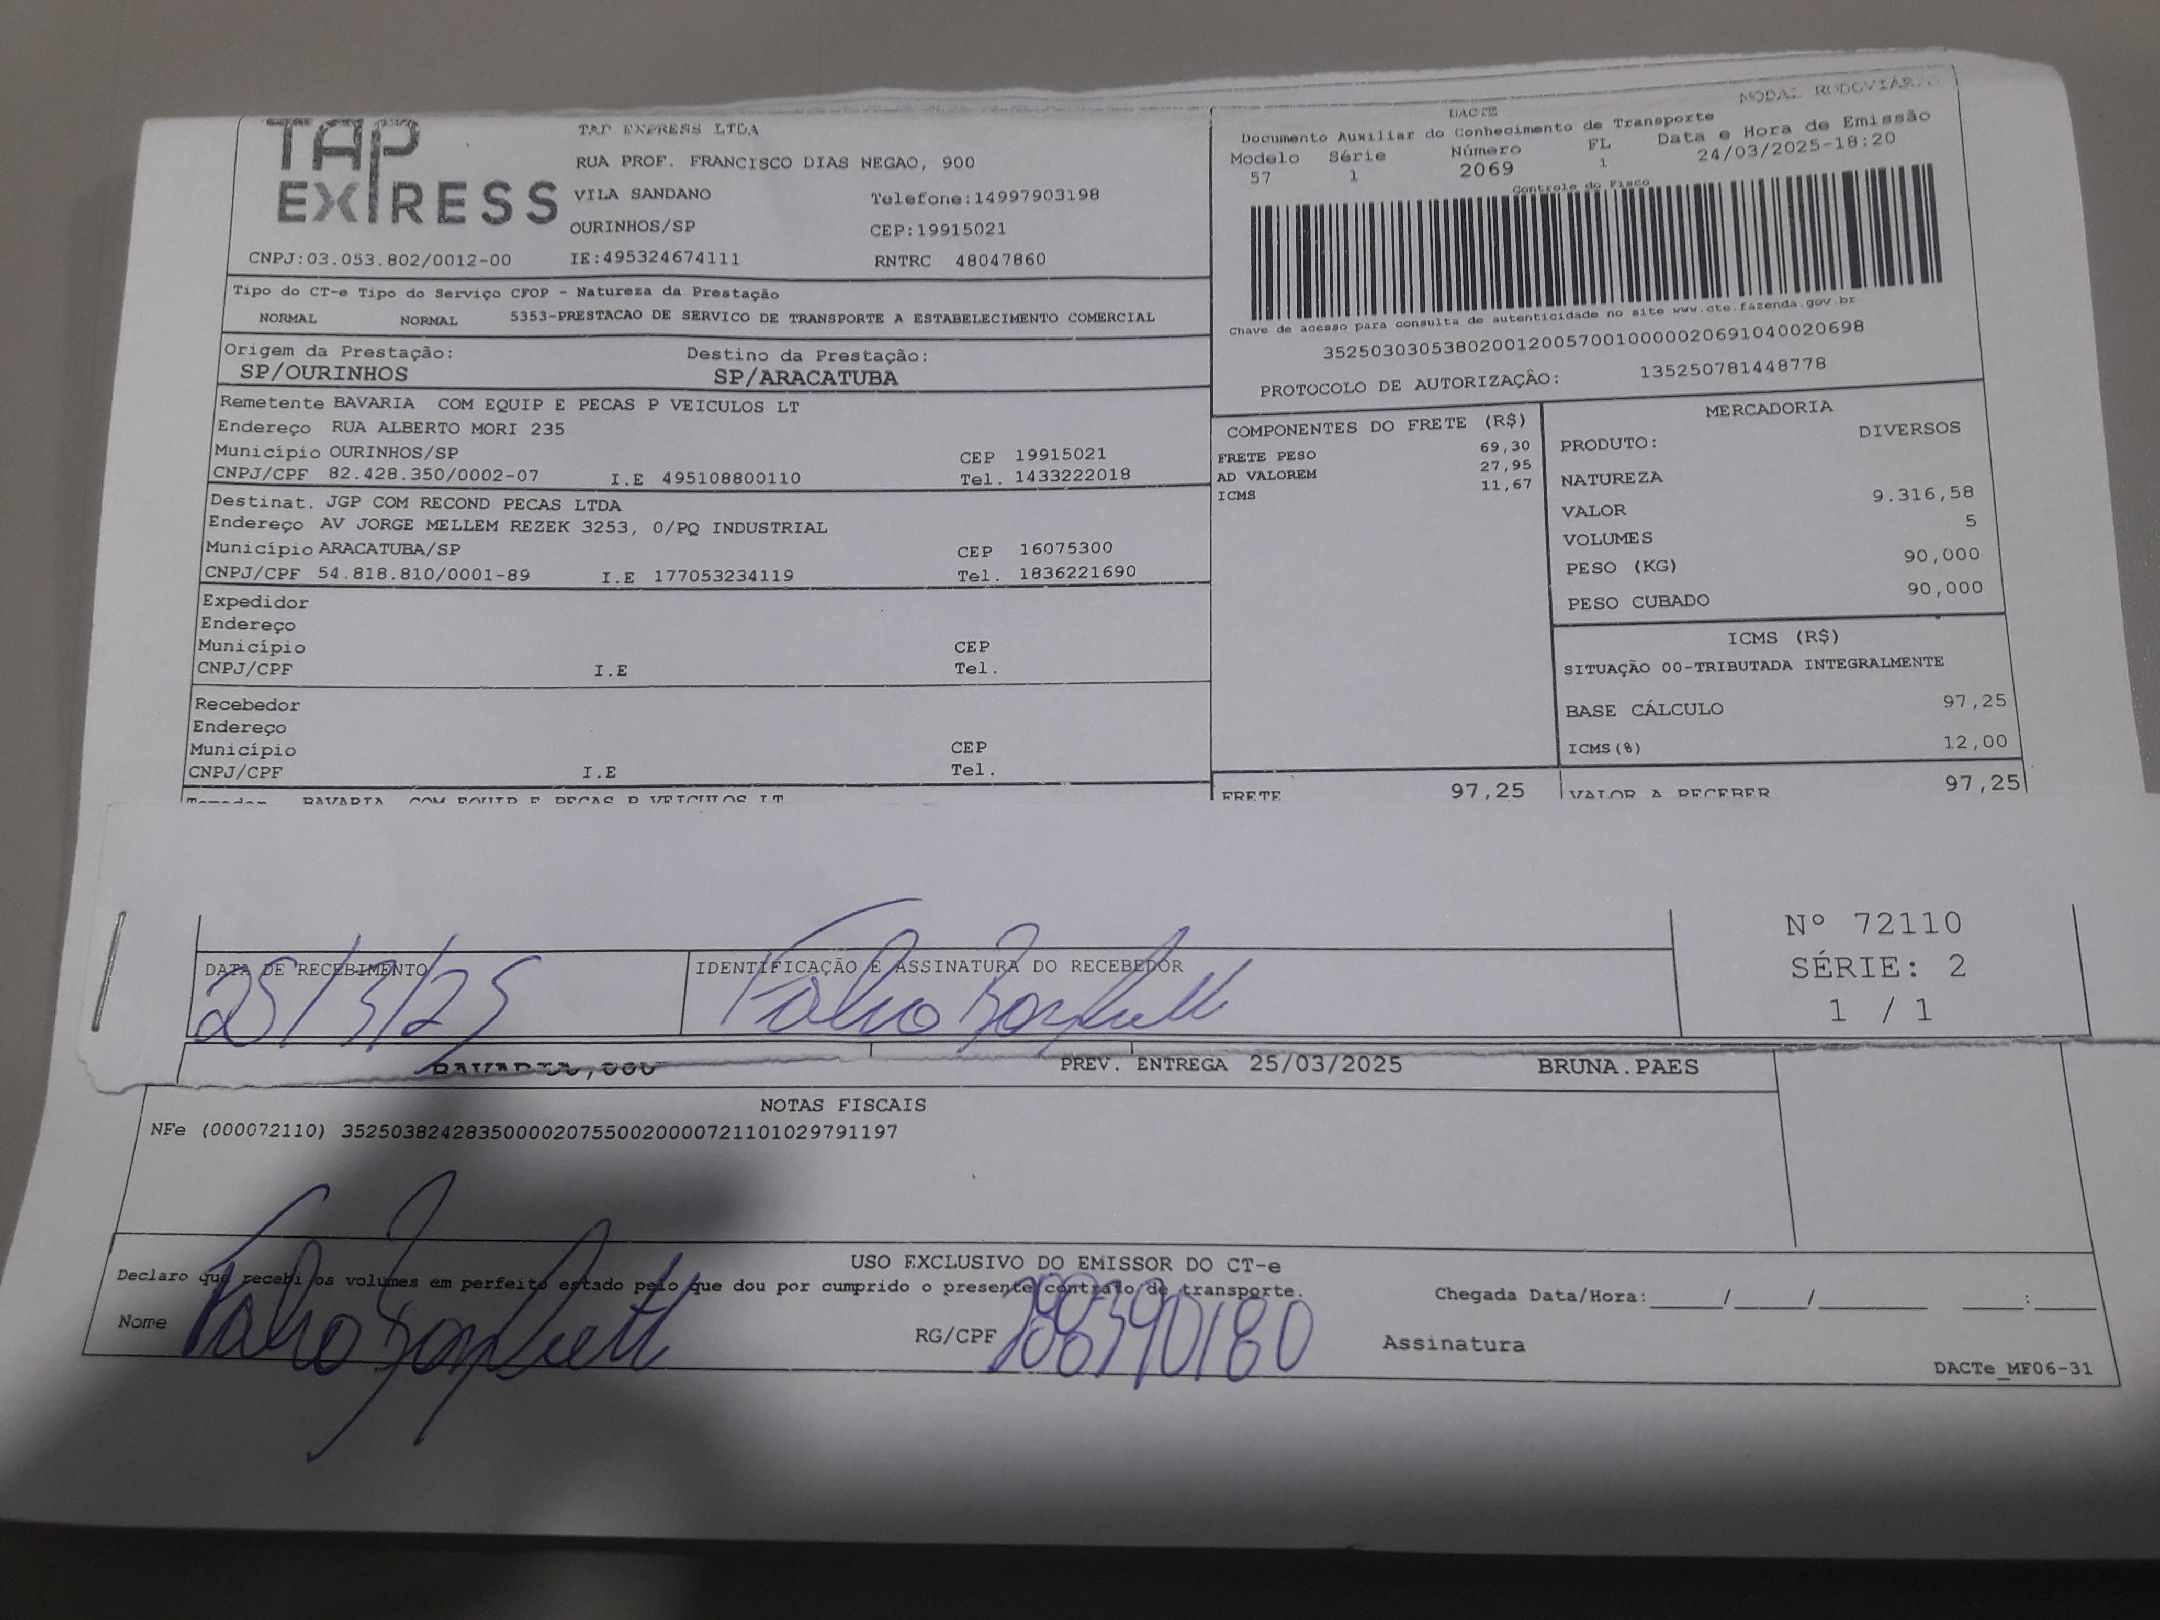 TAP EXPRESS
TAP EXPRESS LTDA
RUA PROF. FRANCISCO DIAS NEGAO, 900
VILA SANDANO Telefone:14997903198
OURINHOS/SP CEP:19915021
CNPJ:03.053.802/0012-00 IE:495324674111 RNTRC 48047860
MODAL RODOVIÁRIO
DACTE
Documento Auxiliar do Conhecimento de Transporte
Modelo Série Número FL Data e Hora de Emissão
57 1 2069 1 24/03/2025-18:20
Controle do Fisco
Chave de acesso para consulta de autenticidade no site www.cte.fazenda.gov.br
35250303053802001200570010000020691040020698
PROTOCOLO DE AUTORIZAÇÃO: 135250781448778
Tipo do CT-e Tipo do Serviço CFOP - Natureza da Prestação
NORMAL NORMAL 5353-PRESTACAO DE SERVICO DE TRANSPORTE A ESTABELECIMENTO COMERCIAL
Origem da Prestação: Destino da Prestação:
SP/OURINHOS SP/ARACATUBA
Remetente BAVARIA COM EQUIP E PECAS P VEICULOS LT
Endereço RUA ALBERTO MORI 235
Município OURINHOS/SP CEP 19915021
CNPJ/CPF 82.428.350/0002-07 I.E 495108800110 Tel. 1433222018
Destinat. JGP COM RECOND PECAS LTDA
Endereço AV JORGE MELLEM REZEK 3253, 0/PQ INDUSTRIAL
Município ARACATUBA/SP CEP 16075300
CNPJ/CPF 54.818.810/0001-89 I.E 177053234119 Tel. 1836221690
Expedidor
Endereço
Município CEP
CNPJ/CPF I.E Tel.
Recebedor
Endereço
Município CEP
CNPJ/CPF I.E Tel.
Tomador BAVARIA COM EQUIP E PECAS P VEICULOS LT
COMPONENTES DO FRETE (R$)
FRETE PESO 69,30
AD VALOREM 27,95
ICMS 11,67
FRETE 97,25
MERCADORIA
PRODUTO: DIVERSOS
NATUREZA
VALOR 9.316,58
VOLUMES 5
PESO (KG) 90,000
PESO CUBADO 90,000
ICMS (R$)
SITUAÇÃO 00-TRIBUTADA INTEGRALMENTE
BASE CÁLCULO 97,25
ICMS(%) 12,00
VALOR A RECEBER 97,25
DATA DE RECEBIMENTO
25/3/25
IDENTIFICAÇÃO E ASSINATURA DO RECEBEDOR
Nº 72110
SÉRIE: 2
1 / 1
PREV. ENTREGA 25/03/2025 BRUNA.PAES
NOTAS FISCAIS
NFe (000072110) 35250382428350000207550020000721101029791197
USO EXCLUSIVO DO EMISSOR DO CT-e
Declaro que recebi os volumes em perfeito estado pelo que dou por cumprido o presente contrato de transporte.
Chegada Data/Hora: / / :
Nome RG/CPF Assinatura
DACTe_MF06-31